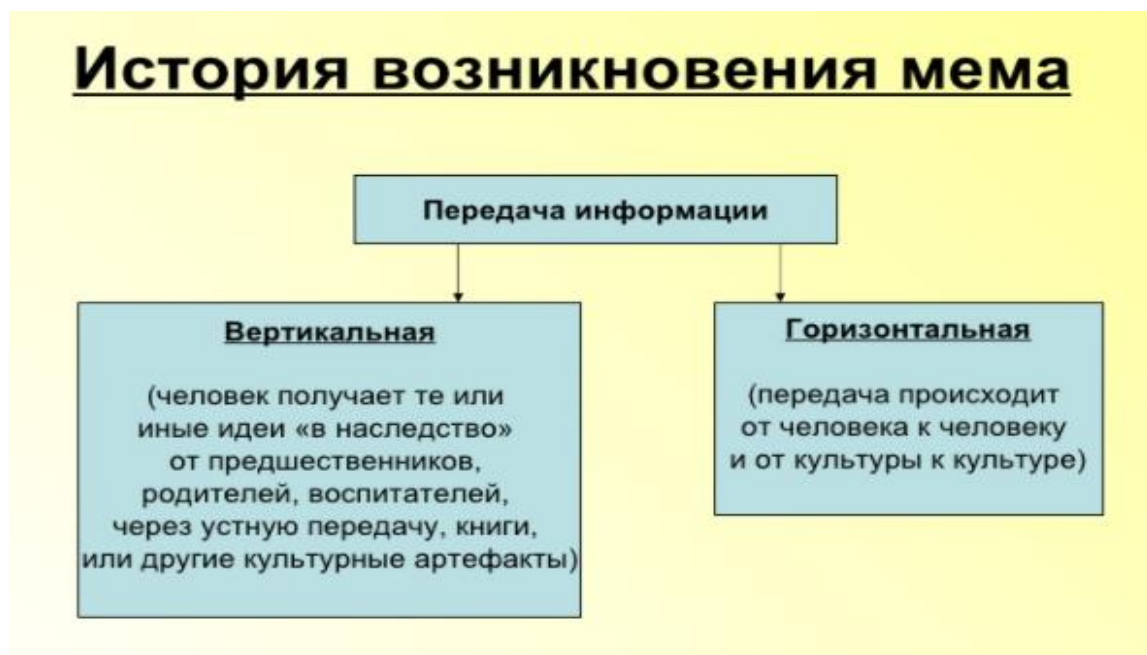 История возникновения мема
Передача информации
Вертикальная
(человек получает те или
иные идеи «в наследство»
от предшественников,
родителей, воспитателей,
через устную передачу, книги,
или другие культурные артефакты)
Горизонтальная
(передача происходит
от человека к человеку
и от культуры к культуре)